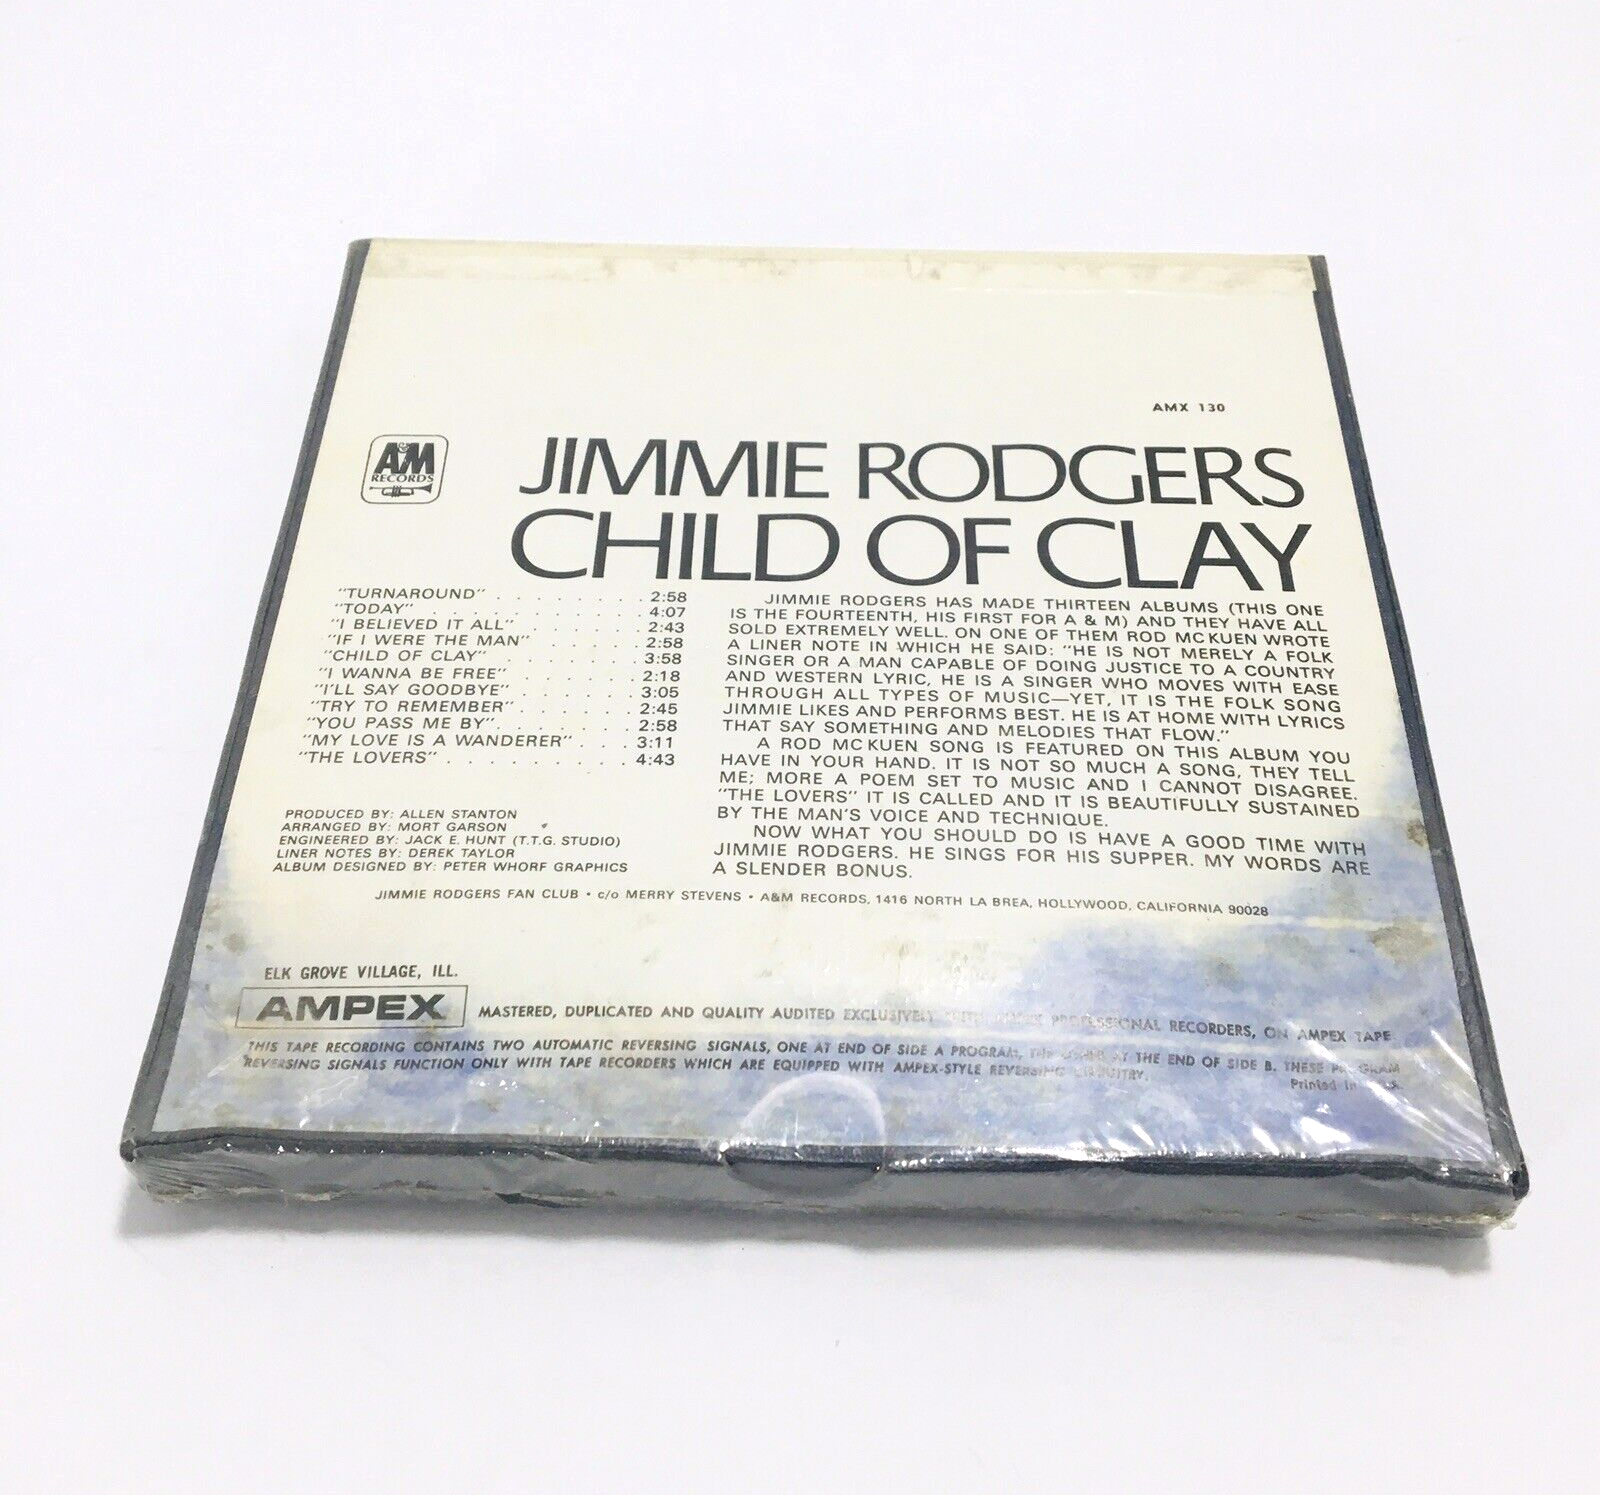 AMX 130
A&M
RECORDS
JIMMIE RODGERS
CHILD OF CLAY
"TURNAROUND" . . . . . . . . 2:58
"TODAY" . . . . . . . . . . . 4:07
"I BELIEVED IT ALL" . . . . . . 2:43
"IF I WERE THE MAN" . . . . . 2:58
"CHILD OF CLAY" . . . . . . . 3:58
"I WANNA BE FREE" . . . . . . 2:18
"I'LL SAY GOODBYE" . . . . . . 3:05
"TRY TO REMEMBER" . . . . . . 2:45
"YOU PASS ME BY" . . . . . . . 2:58
"MY LOVE IS A WANDERER" . . . 3:11
"THE LOVERS" . . . . . . . . . 4:43
JIMMIE RODGERS HAS MADE THIRTEEN ALBUMS (THIS ONE
IS THE FOURTEENTH, HIS FIRST FOR A & M) AND THEY HAVE ALL
SOLD EXTREMELY WELL. ON ONE OF THEM ROD MC KUEN WROTE
A LINER NOTE IN WHICH HE SAID: "HE IS NOT MERELY A FOLK
SINGER OR A MAN CAPABLE OF DOING JUSTICE TO A COUNTRY
AND WESTERN LYRIC, HE IS A SINGER WHO MOVES WITH EASE
THROUGH ALL TYPES OF MUSIC—YET, IT IS THE FOLK SONG
JIMMIE LIKES AND PERFORMS BEST. HE IS AT HOME WITH LYRICS
THAT SAY SOMETHING AND MELODIES THAT FLOW."
A ROD MC KUEN SONG IS FEATURED ON THIS ALBUM YOU
HAVE IN YOUR HAND. IT IS NOT SO MUCH A SONG, THEY TELL
ME; MORE A POEM SET TO MUSIC AND I CANNOT DISAGREE.
"THE LOVERS" IT IS CALLED AND IT IS BEAUTIFULLY SUSTAINED
BY THE MAN'S VOICE AND TECHNIQUE.
NOW WHAT YOU SHOULD DO IS HAVE A GOOD TIME WITH
JIMMIE RODGERS. HE SINGS FOR HIS SUPPER. MY WORDS ARE
A SLENDER BONUS.
PRODUCED BY: ALLEN STANTON
ARRANGED BY: MORT GARSON
ENGINEERED BY: JACK E. HUNT (T.T.G. STUDIO)
LINER NOTES BY: DEREK TAYLOR
ALBUM DESIGNED BY: PETER WHORF GRAPHICS
JIMMIE RODGERS FAN CLUB • c/o MERRY STEVENS • A&M RECORDS, 1416 NORTH LA BREA, HOLLYWOOD, CALIFORNIA 90028
ELK GROVE VILLAGE, ILL.
AMPEX
MASTERED, DUPLICATED AND QUALITY AUDITED EXCLUSIVELY WITH AMPEX PROFESSIONAL RECORDERS, ON AMPEX TAPE
THIS TAPE RECORDING CONTAINS TWO AUTOMATIC REVERSING SIGNALS, ONE AT END OF SIDE A PROGRAM, THE OTHER AT THE END OF SIDE B. THESE PROGRAM
REVERSING SIGNALS FUNCTION ONLY WITH TAPE RECORDERS WHICH ARE EQUIPPED WITH AMPEX-STYLE REVERSING CIRCUITRY.
Printed In U.S.A.